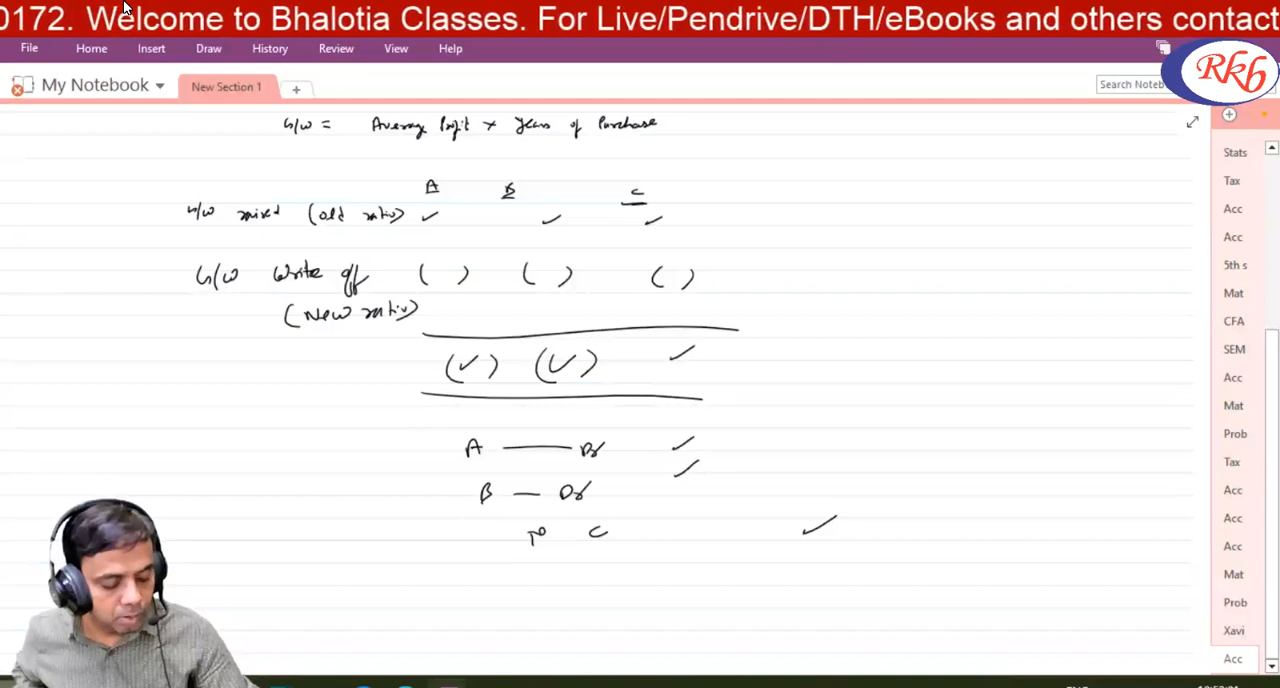 0172. Welcome to Bhalotia Classes. For Live/Pendrive/DTH/eBooks and others contact
File Home Insert Draw History Review View Help
Rkb
My Notebook New Section 1 + Search Noteb
G/W = Average Profit × Years of Purchase
A B C
G/W raised (old ratio) ✓ ✓ ✓
G/W Write off ( ) ( ) ( )
(New ratio)
(✓) (✓) ✓
A — Dr ✓
✓
B — Dr
To C ✓
Stats
Tax
Acc
Acc
5th s
Mat
CFA
SEM
Acc
Mat
Prob
Tax
Acc
Acc
Acc
Mat
Prob
Xavi
Acc